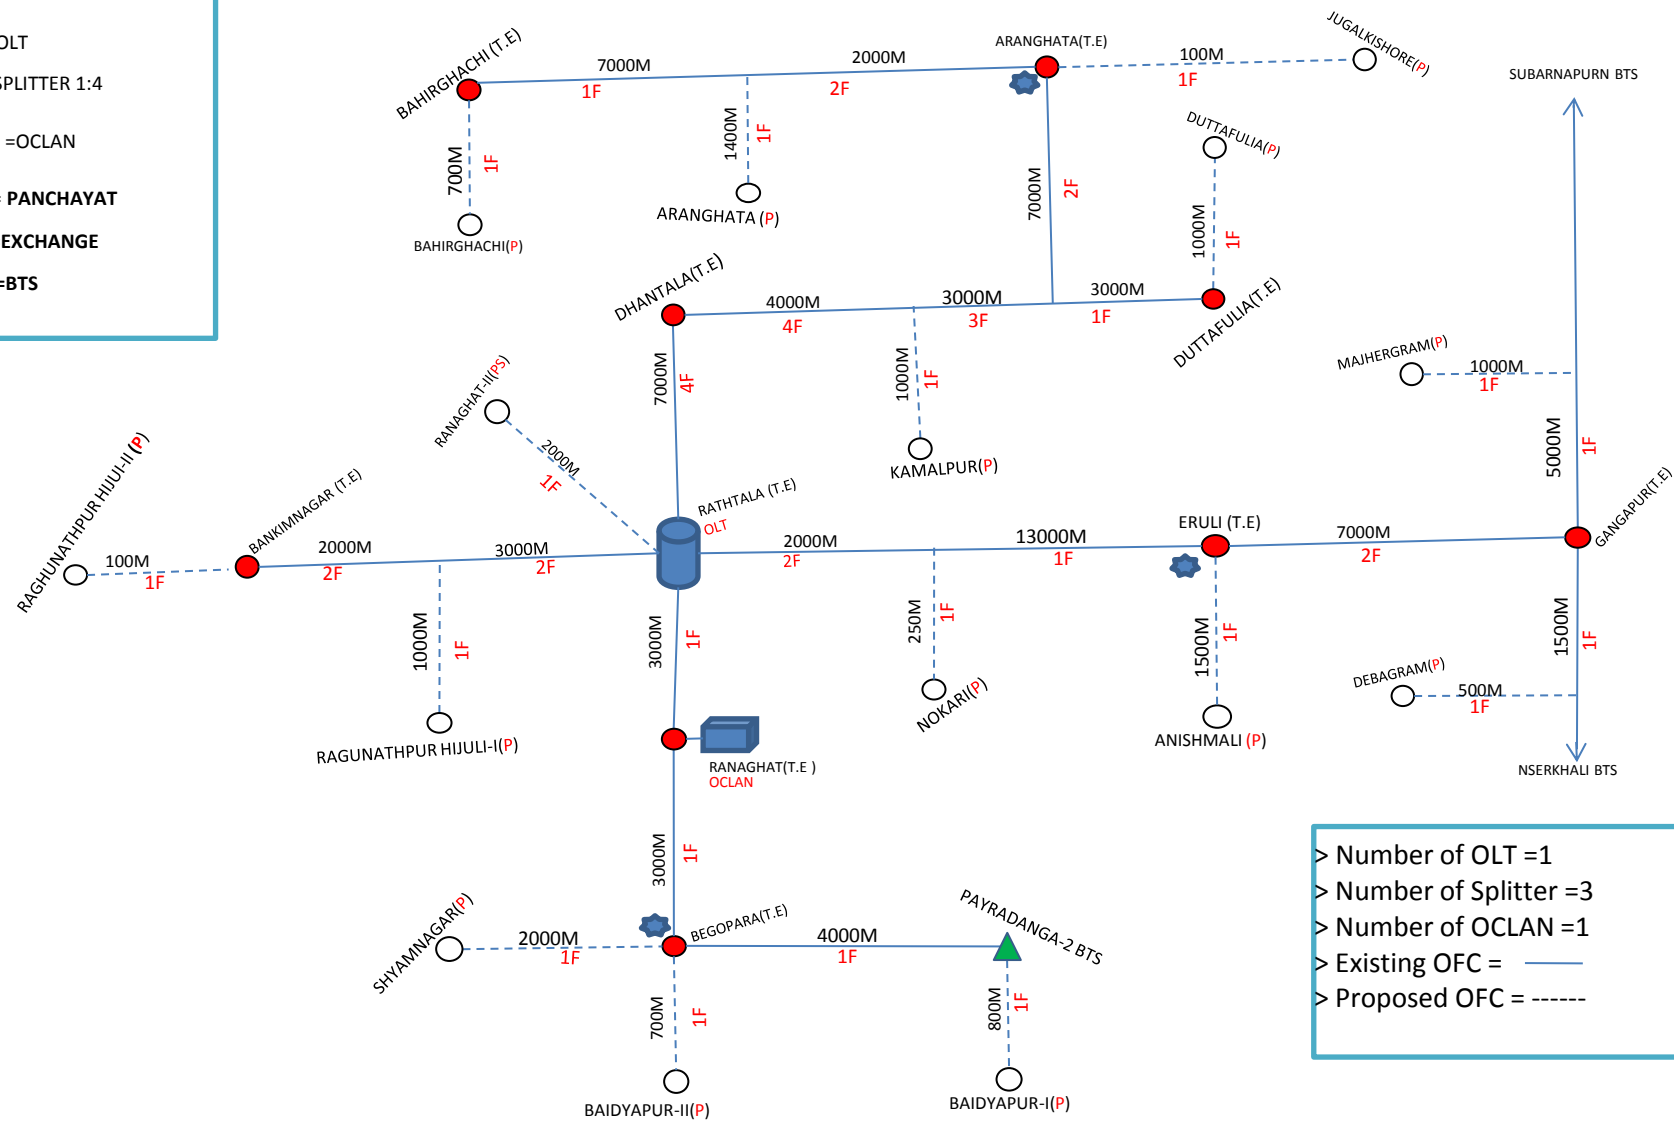 OLT
SPLITTER 1:4
=OCLAN
= PANCHAYAT
EXCHANGE
=BTS
BAHIRGHACHI (T.E)
7000M
1F
2000M
2F
ARANGHATA(T.E)
100M
1F
JUGALKISHORE(P)
SUBARNAPURN BTS
700M
1F
BAHIRGHACHI(P)
1400M
1F
ARANGHATA (P)
7000M
2F
DUTTAFULIA(P)
1000M
1F
DHANTALA(T.E)
4000M
4F
3000M
3F
3000M
1F
DUTTAFULIA(T.E)
7000M
4F
1000M
1F
KAMALPUR(P)
MAJHERGRAM(P)
1000M
1F
5000M
1F
RANAGHAT-II(PS)
2000M
1F
RAGHUNATHPUR HIJUI-II (P)
100M
1F
BANKIMNAGAR (T.E)
2000M
2F
3000M
2F
RATHTALA (T.E)
OLT
2000M
2F
13000M
1F
ERULI (T.E)
7000M
2F
GANGAPUR(T.E)
1000M
1F
RAGUNATHPUR HIJULI-I(P)
3000M
1F
250M
1F
NOKARI(P)
1500M
1F
ANISHMALI (P)
1500M
1F
DEBAGRAM(P)
500M
1F
NSERKHALI BTS
RANAGHAT(T.E )
OCLAN
3000M
1F
SHYAMNAGAR(P)
2000M
1F
BEGOPARA(T.E)
4000M
1F
PAYRADANGA-2 BTS
700M
1F
BAIDYAPUR-II(P)
800M
1F
BAIDYAPUR-I(P)
> Number of OLT =1
> Number of Splitter =3
> Number of OCLAN =1
> Existing OFC =
> Proposed OFC = ------